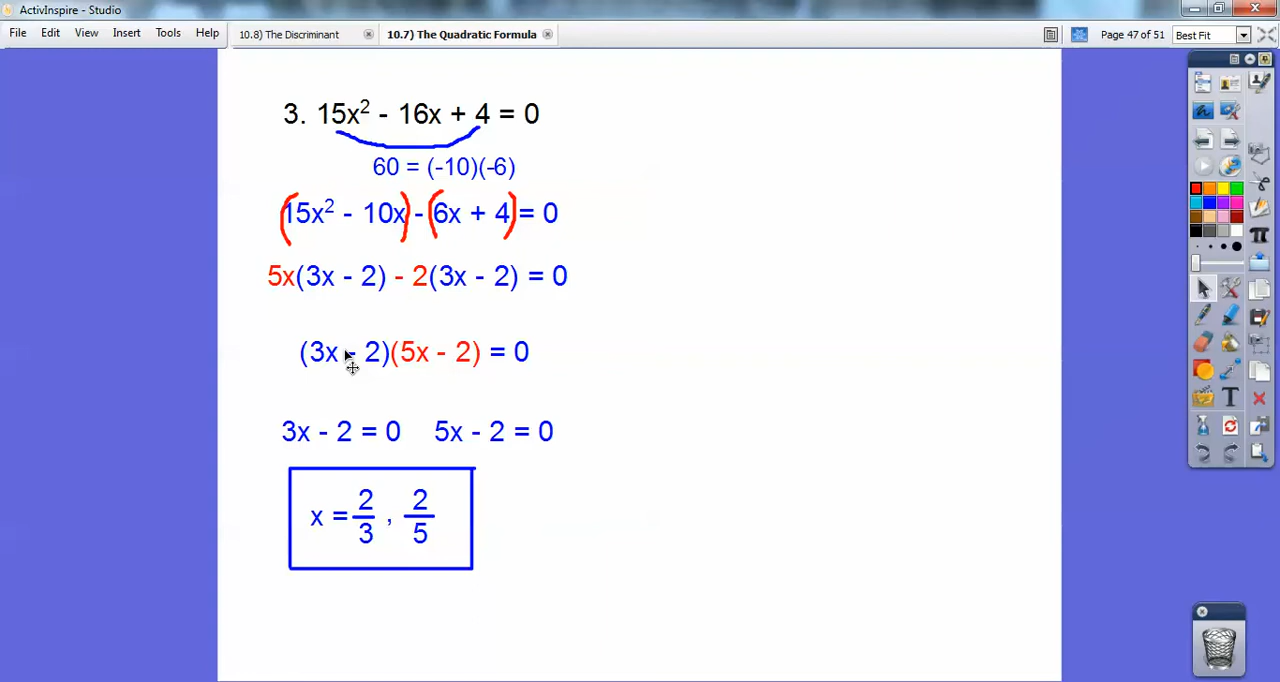 ActivInspire - Studio
File Edit View Insert Tools Help
10.8) The Discriminant 10.7) The Quadratic Formula Page 47 of 51 Best Fit
3. 15x² - 16x + 4 = 0
60 = (-10)(-6)
(15x² - 10x) - (6x + 4) = 0
5x(3x - 2) - 2(3x - 2) = 0
(3x - 2)(5x - 2) = 0
3x - 2 = 0 5x - 2 = 0
x = 2/3 , 2/5